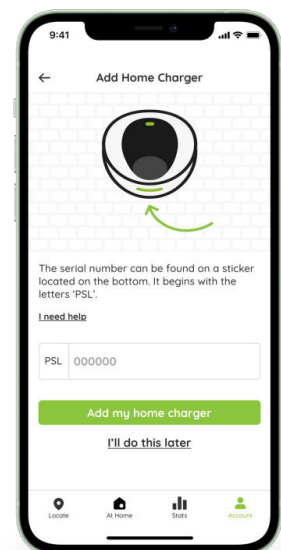 9:41
Add Home Charger
The serial number can be found on a sticker
located on the bottom. It begins with the
letters 'PSL'.
I need help
PSL 000000
Add my home charger
I'll do this later
Locate At Home Stats Account